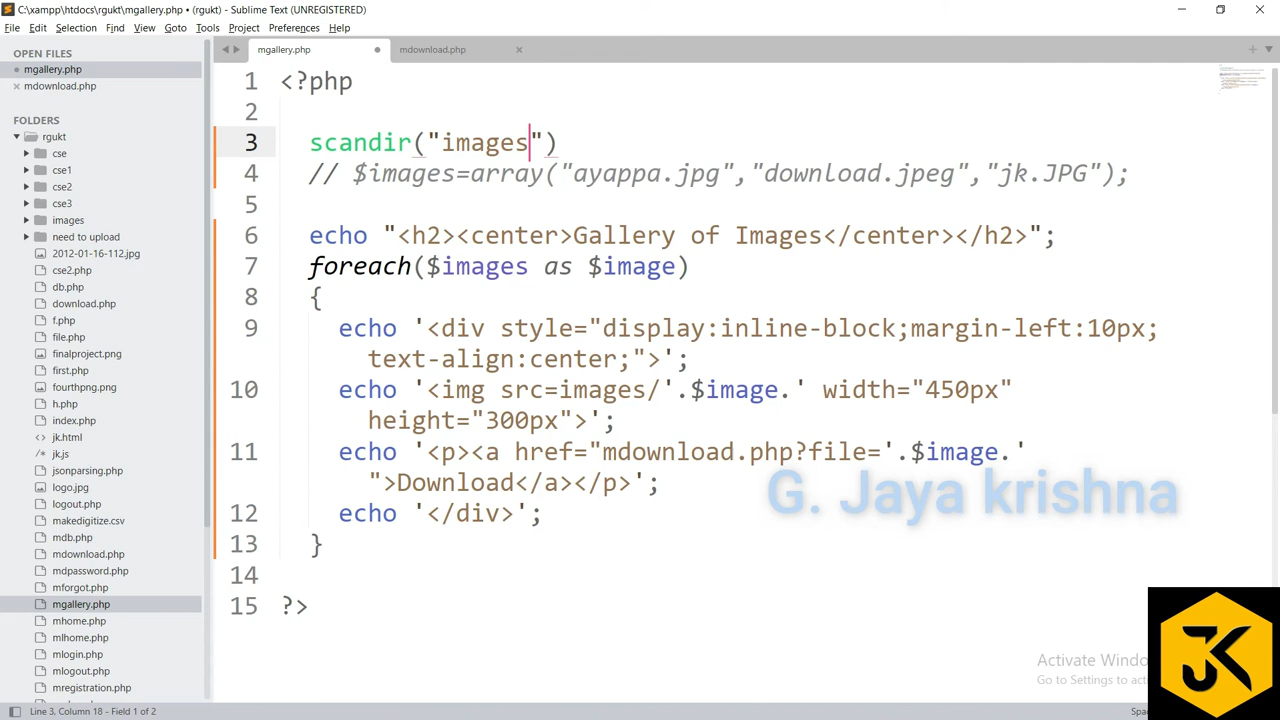 C:\xampp\htdocs\rgukt\mgallery.php • (rgukt) - Sublime Text (UNREGISTERED)
File Edit Selection Find View Goto Tools Project Preferences Help
OPEN FILES
mgallery.php
mdownload.php
FOLDERS
rgukt
cse
cse1
cse2
cse3
images
need to upload
2012-01-16-112.jpg
cse2.php
db.php
download.php
f.php
file.php
finalproject.png
first.php
fourthpng.png
h.php
index.php
jk.html
jk.js
jsonparsing.php
logo.jpg
logout.php
makedigitize.csv
mdb.php
mdownload.php
mdpassword.php
mforgot.php
mgallery.php
mhome.php
mlhome.php
mlogin.php
mlogout.php
mregistration.php
mgallery.php mdownload.php
1 <?php
2
3 scandir("images")
4 // $images=array("ayappa.jpg","download.jpeg","jk.JPG");
5
6 echo "<h2><center>Gallery of Images</center></h2>";
7 foreach($images as $image)
8 {
9 echo '<div style="display:inline-block;margin-left:10px;
text-align:center;">';
10 echo '<img src=images/'.$image.' width="450px"
height="300px">';
11 echo '<p><a href="mdownload.php?file='.$image.'
">Download</a></p>';
12 echo '</div>';
13 }
14
15 ?>
G. Jaya krishna
JK
Activate Windo
Go to Settings to
Line 3, Column 18 - Field 1 of 2